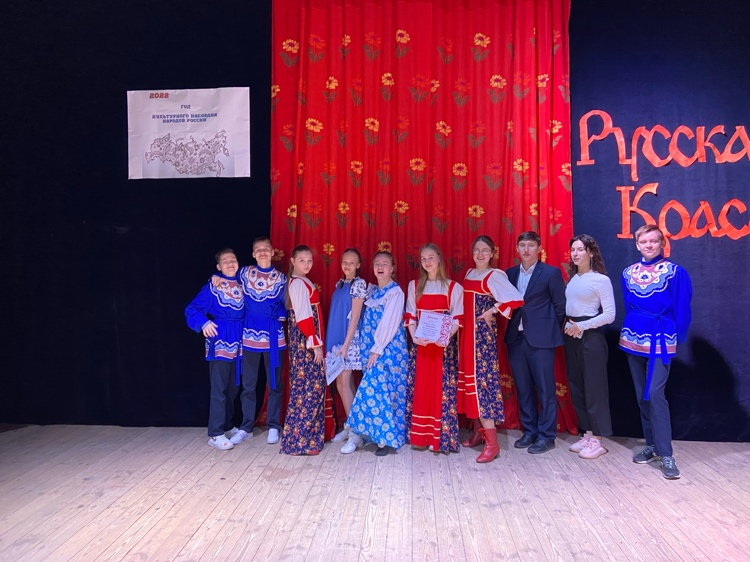 2022
ГОД
КУЛЬТУРНОГО НАСЛЕДИЯ
НАРОДОВ РОССИИ
Русска
Крас